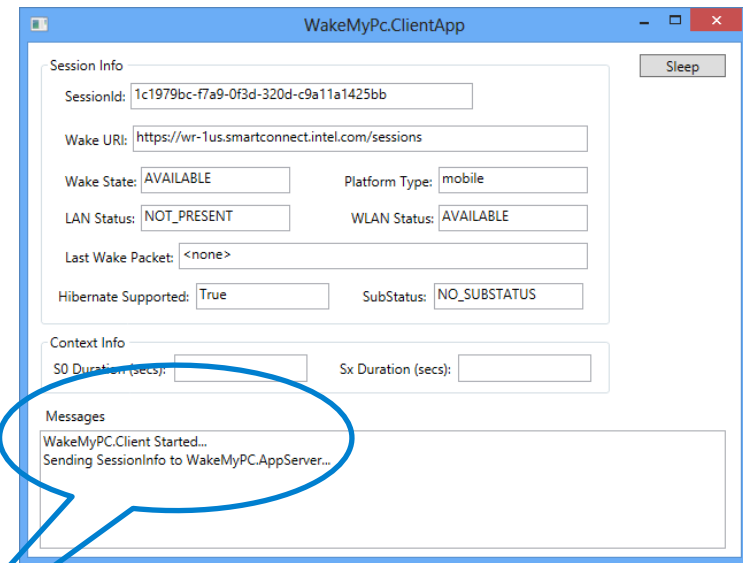 WakeMyPc.ClientApp
Session Info
Sleep
SessionId: 1c1979bc-f7a9-0f3d-320d-c9a11a1425bb
Wake URI: https://wr-1us.smartconnect.intel.com/sessions
Wake State: AVAILABLE Platform Type: mobile
LAN Status: NOT_PRESENT WLAN Status: AVAILABLE
Last Wake Packet: <none>
Hibernate Supported: True SubStatus: NO_SUBSTATUS
Context Info
S0 Duration (secs): Sx Duration (secs):
Messages
WakeMyPC.Client Started...
Sending SessionInfo to WakeMyPC.AppServer...